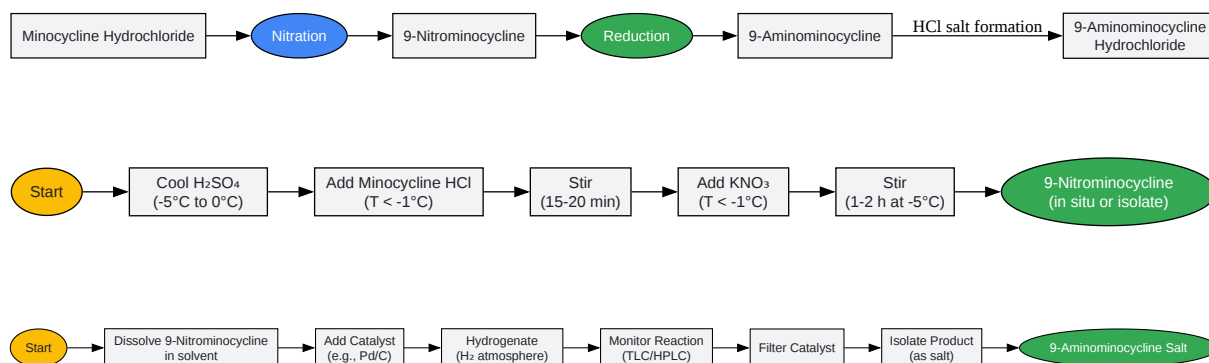 Minocycline Hydrochloride
Nitration
9-Nitrominocycline
Reduction
9-Aminominocycline
HCl salt formation
9-Aminominocycline
Hydrochloride
Start
Cool H₂SO₄
(-5°C to 0°C)
Add Minocycline HCl
(T < -1°C)
Stir
(15-20 min)
Add KNO₃
(T < -1°C)
Stir
(1-2 h at -5°C)
9-Nitrominocycline
(in situ or isolate)
Start
Dissolve 9-Nitrominocycline
in solvent
Add Catalyst
(e.g., Pd/C)
Hydrogenate
(H₂ atmosphere)
Monitor Reaction
(TLC/HPLC)
Filter Catalyst
Isolate Product
(as salt)
9-Aminominocycline Salt